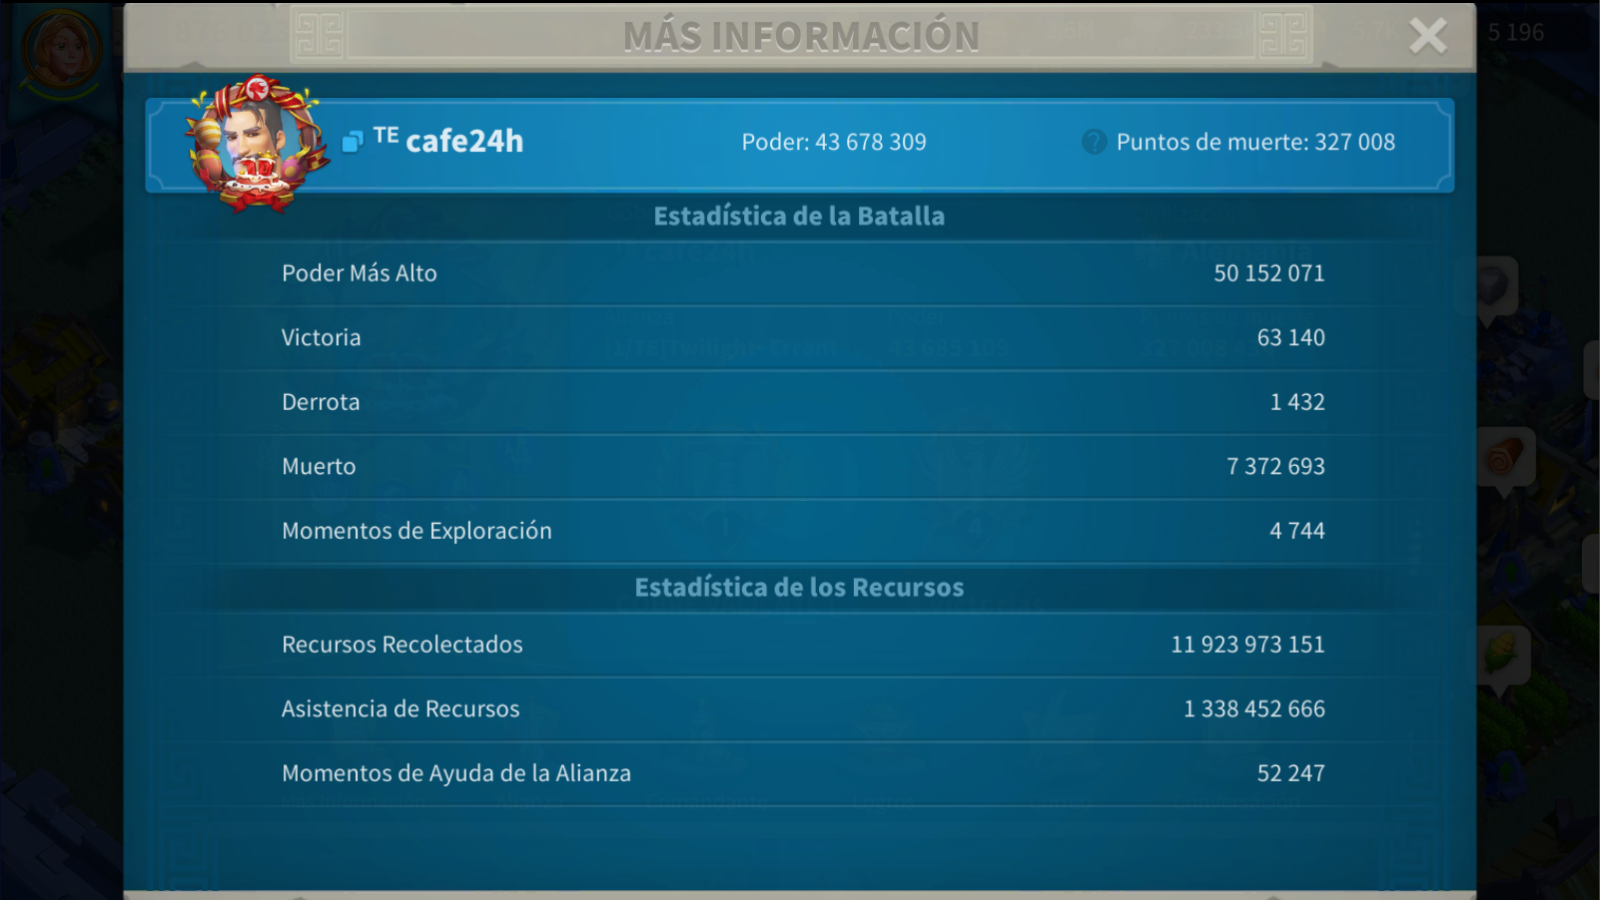 MÁS INFORMACIÓN
5 196
TE cafe24h
Poder: 43 678 309
? Puntos de muerte: 327 008
Estadística de la Batalla
Poder Más Alto 50 152 071
Victoria 63 140
Derrota 1 432
Muerto 7 372 693
Momentos de Exploración 4 744
Estadística de los Recursos
Recursos Recolectados 11 923 973 151
Asistencia de Recursos 1 338 452 666
Momentos de Ayuda de la Alianza 52 247